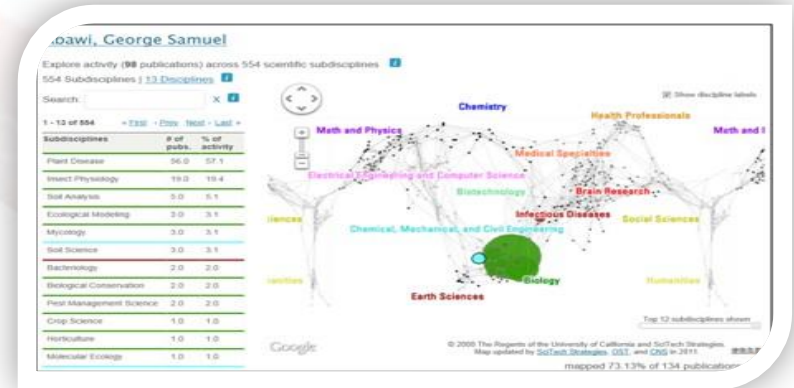 bawi, George Samuel
Explore activity (98 publications) across 554 scientific subdisciplines
554 Subdisciplines | 13 Disciplines
Search: X
1 - 12 of 554 « First ‹ Prev Next › Last »
Subdisciplines # of pubs. % of activity
Plant Disease 56.0 57.1
Insect Physiology 19.0 19.4
Soil Analysis 5.0 5.1
Ecological Modeling 3.0 3.1
Mycology 3.0 3.1
Soil Science 3.0 3.1
Bacteriology 2.0 2.0
Biological Conservation 2.0 2.0
Pest Management Science 2.0 2.0
Crop Science 1.0 1.0
Horticulture 1.0 1.0
Molecular Ecology 1.0 1.0
Show discipline labels
Chemistry
Health Professionals
Math and Physics
Math and
Medical Specialties
Electrical Engineering and Computer Science
Biotechnology
Brain Research
Infectious Diseases
iences
Social Sciences
Chemical, Mechanical, and Civil Engineering
Biology
anities
Humanities
Earth Sciences
Top 12 subdisciplines shown
Google
© 2008 The Regents of the University of California and SciTech Strategies.
Map updated by SciTech Strategies, OST, and CNS in 2011.
mapped 73.13% of 134 publication